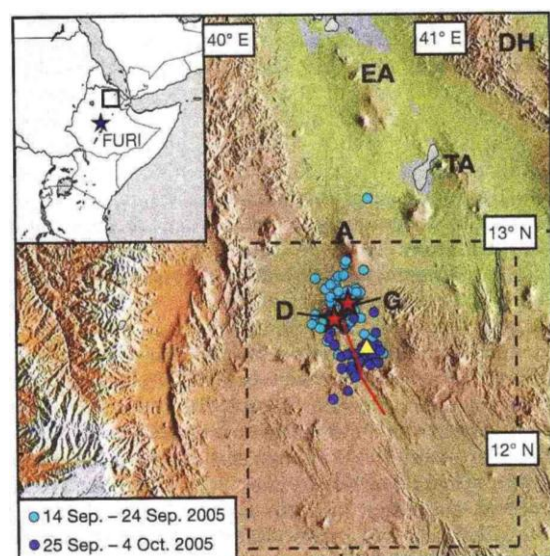 40° E
41° E
DH
EA
FURI
TA
13° N
A
D
G
12° N
14 Sep. – 24 Sep. 2005
25 Sep. – 4 Oct. 2005